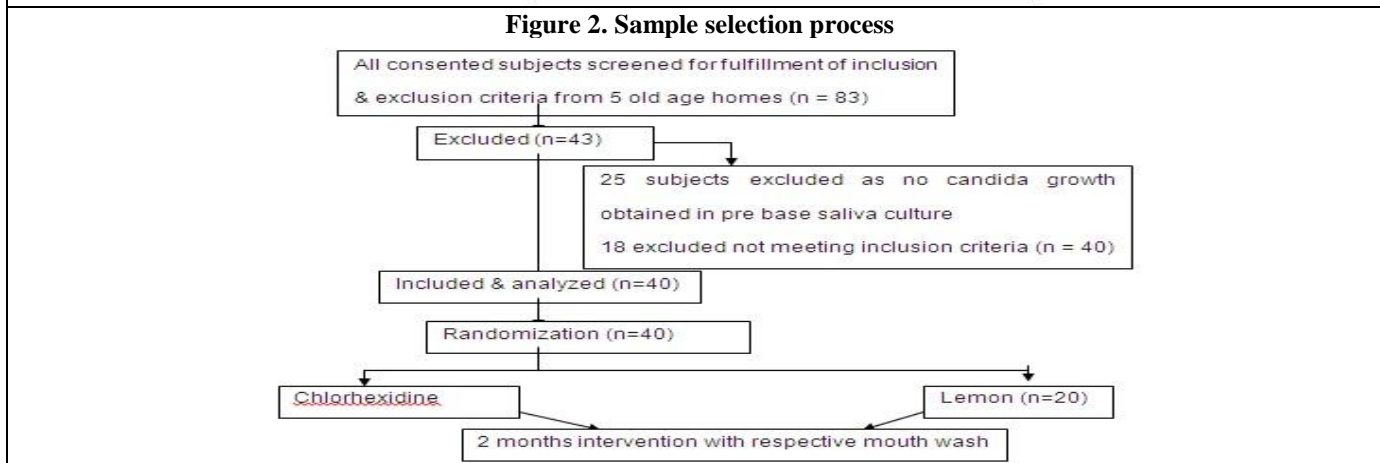 Figure 2. Sample selection process
All consented subjects screened for fulfillment of inclusion
& exclusion criteria from 5 old age homes (n = 83)
Excluded (n=43)
25 subjects excluded as no candida growth
obtained in pre base saliva culture
18 excluded not meeting inclusion criteria (n = 40)
Included & analyzed (n=40)
Randomization (n=40)
Chlorhexidine
Lemon (n=20)
2 months intervention with respective mouth wash